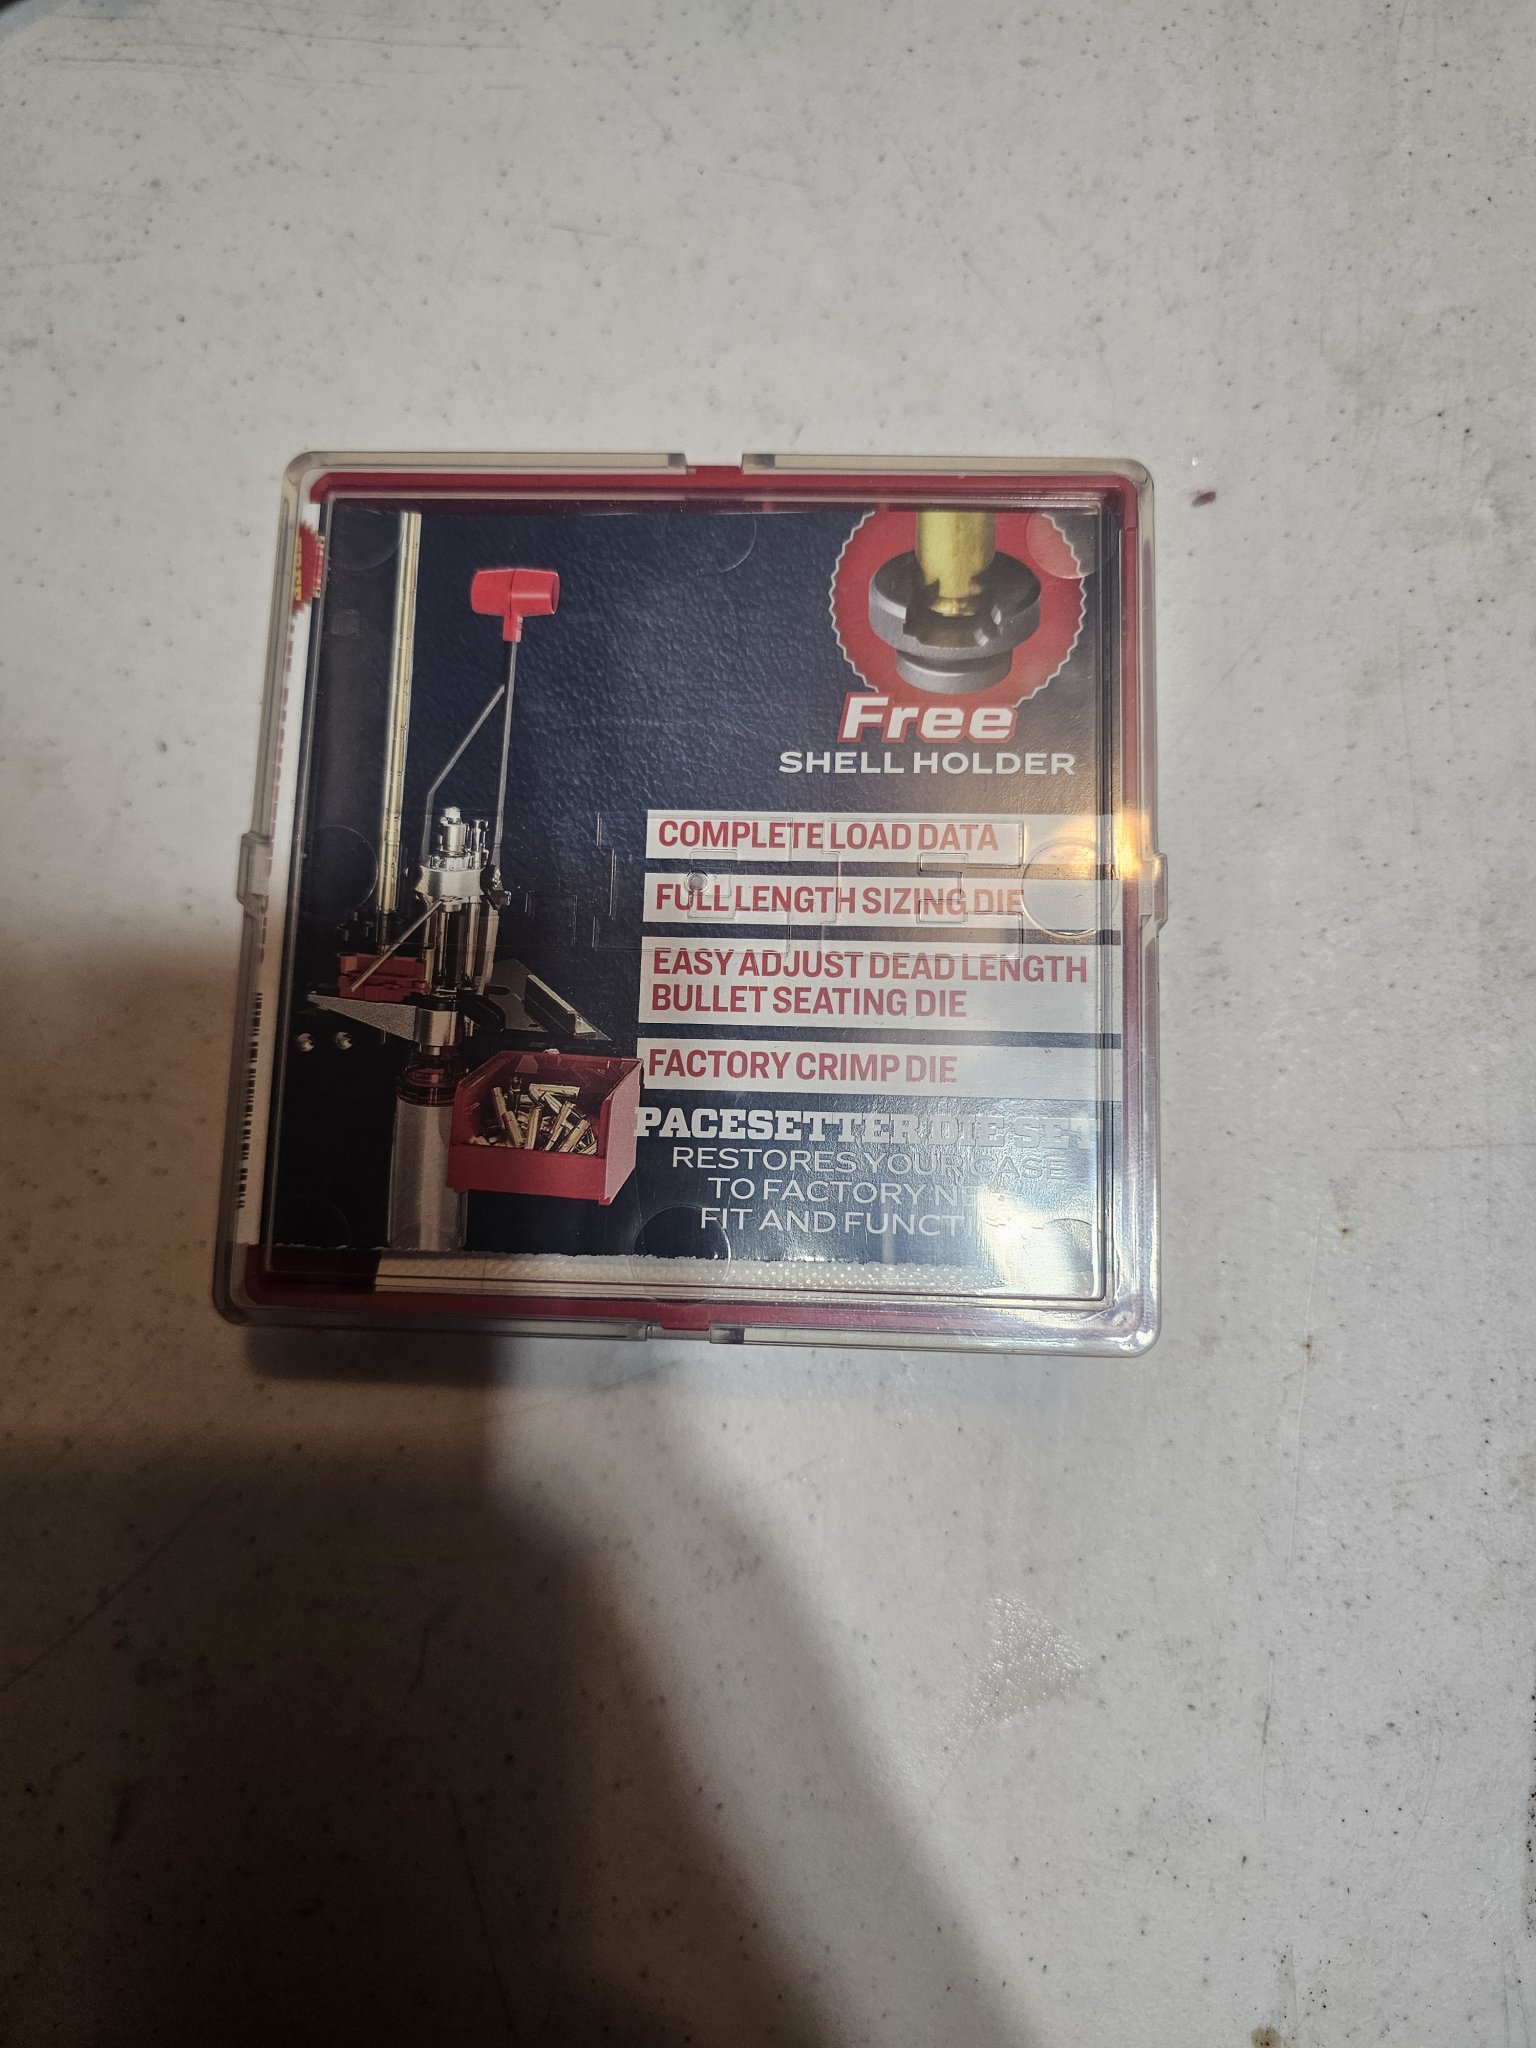 Free
SHELL HOLDER
COMPLETE LOAD DATA
FULL LENGTH SIZING DIE
EASY ADJUST DEAD LENGTH
BULLET SEATING DIE
FACTORY CRIMP DIE
PACESETTER DIE SET
RESTORES YOUR CASE
TO FACTORY
FIT AND